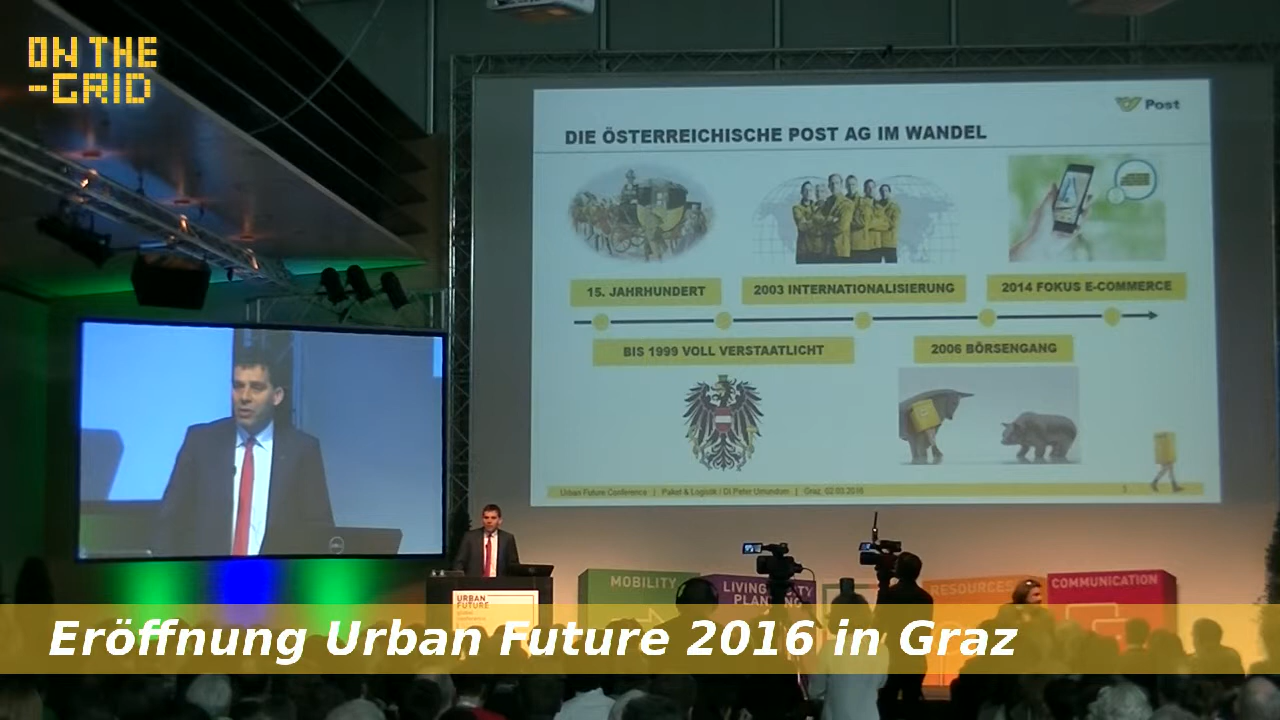 ON THE
-GRID
Post
DIE ÖSTERREICHISCHE POST AG IM WANDEL
15. JAHRHUNDERT
2003 INTERNATIONALISIERUNG
2014 FOKUS E-COMMERCE
BIS 1999 VOLL VERSTAATLICHT
2006 BÖRSENGANG
Urban Future Conference | Paket & Logistik / DI Peter Umundum | Graz, 02.03.2016
MOBILITY
LIVING
PLANNING
RESOURCES
COMMUNICATION
URBAN
FUTURE
Eröffnung Urban Future 2016 in Graz